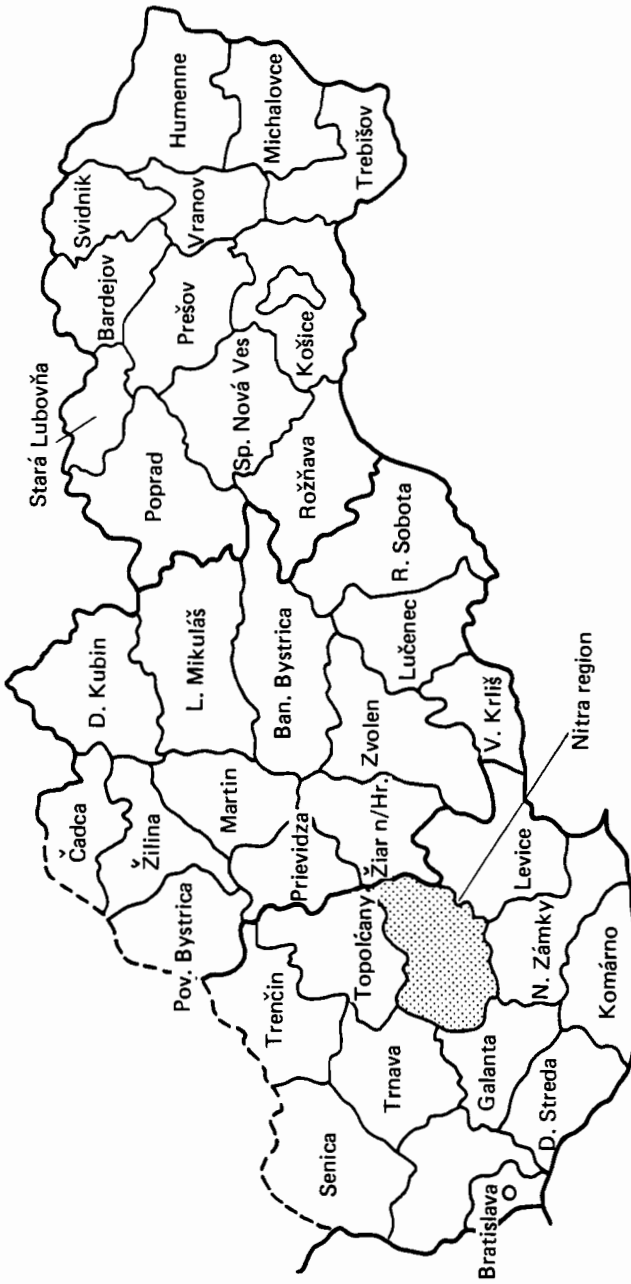 Stará Lubovňa
Svidnik
Humenne
Bardejov
Vranov
Michalovce
Prešov
Trebišov
Košice
Sp. Nová Ves
Poprad
Rožňava
R. Sobota
D. Kubin
L. Mikuláš
Ban. Bystrica
Lučenec
Zvolen
V. Krliš
Čadca
Žilina
Martin
Prievidza
Žiar n/Hr.
Pov. Bystrica
Nitra region
Levice
Trenčin
Topolćany
N. Zámky
Komárno
Senica
Trnava
Galanta
D. Streda
Bratislava